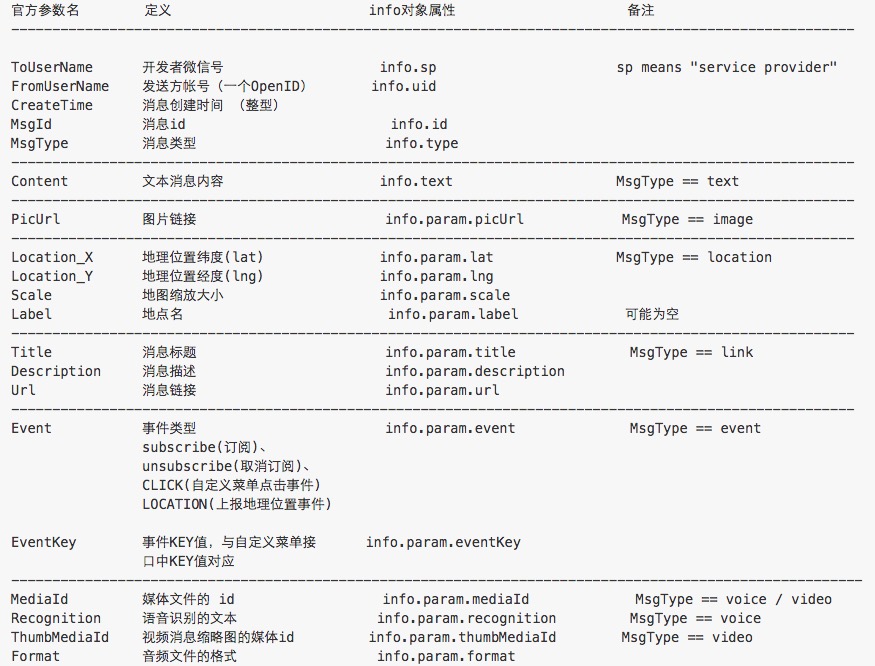 官方参数名 定义 info对象属性 备注
ToUserName 开发者微信号 info.sp sp means "service provider"
FromUserName 发送方帐号（一个OpenID） info.uid
CreateTime 消息创建时间 （整型）
MsgId 消息id info.id
MsgType 消息类型 info.type
Content 文本消息内容 info.text MsgType == text
PicUrl 图片链接 info.param.picUrl MsgType == image
Location_X 地理位置纬度(lat) info.param.lat MsgType == location
Location_Y 地理位置经度(lng) info.param.lng
Scale 地图缩放大小 info.param.scale
Label 地点名 info.param.label 可能为空
Title 消息标题 info.param.title MsgType == link
Description 消息描述 info.param.description
Url 消息链接 info.param.url
Event 事件类型 info.param.event MsgType == event
subscribe(订阅)、
unsubscribe(取消订阅)、
CLICK(自定义菜单点击事件)
LOCATION(上报地理位置事件)
EventKey 事件KEY值，与自定义菜单接 info.param.eventKey
口中KEY值对应
MediaId 媒体文件的 id info.param.mediaId MsgType == voice / video
Recognition 语音识别的文本 info.param.recognition MsgType == voice
ThumbMediaId 视频消息缩略图的媒体id info.param.thumbMediaId MsgType == video
Format 音频文件的格式 info.param.format